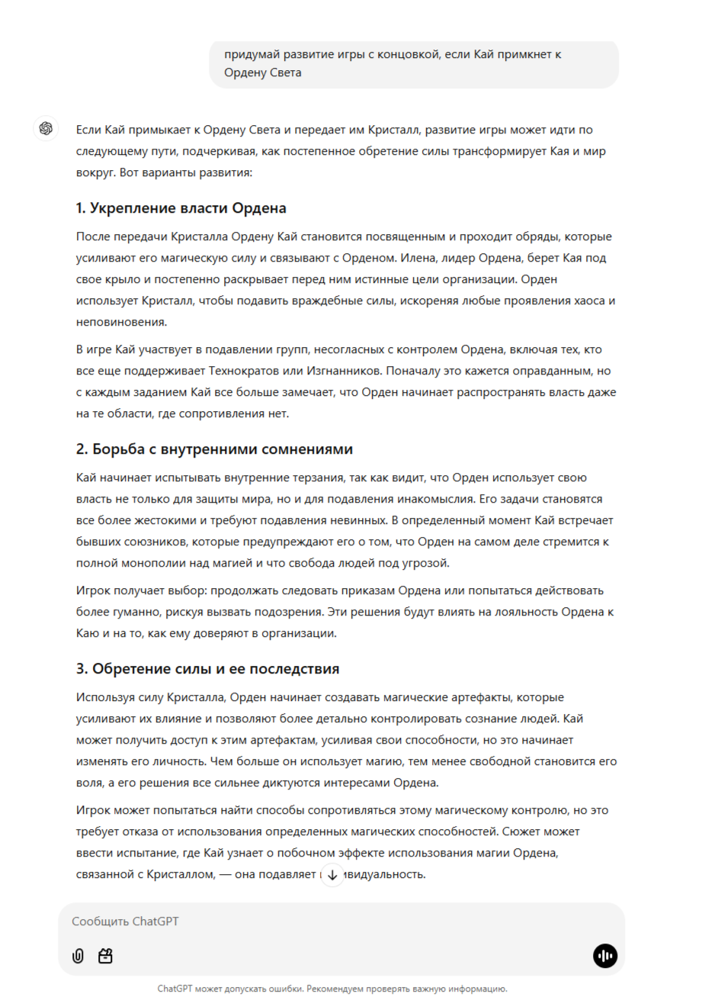 придумай развитие игры с концовкой, если Кай примкнет к
Ордену Света
Если Кай примыкает к Ордену Света и передает им Кристалл, развитие игры может идти по
следующему пути, подчеркивая, как постепенное обретение силы трансформирует Кая и мир
вокруг. Вот варианты развития:
1. Укрепление власти Ордена
После передачи Кристалла Ордену Кай становится посвященным и проходит обряды, которые
усиливают его магическую силу и связывают с Орденом. Илена, лидер Ордена, берет Кая под
свое крыло и постепенно раскрывает перед ним истинные цели организации. Орден
использует Кристалл, чтобы подавить враждебные силы, искореняя любые проявления хаоса и
неповиновения.
В игре Кай участвует в подавлении групп, несогласных с контролем Ордена, включая тех, кто
все еще поддерживает Технократов или Изгнанников. Поначалу это кажется оправданным, но
с каждым заданием Кай все больше замечает, что Орден начинает распространять власть даже
на те области, где сопротивления нет.
2. Борьба с внутренними сомнениями
Кай начинает испытывать внутренние терзания, так как видит, что Орден использует свою
власть не только для защиты мира, но и для подавления инакомыслия. Его задачи становятся
все более жестокими и требуют подавления невинных. В определенный момент Кай встречает
бывших союзников, которые предупреждают его о том, что Орден на самом деле стремится к
полной монополии над магией и что свобода людей под угрозой.
Игрок получает выбор: продолжать следовать приказам Ордена или попытаться действовать
более гуманно, рискуя вызвать подозрения. Эти решения будут влиять на лояльность Ордена к
Каю и на то, как ему доверяют в организации.
3. Обретение силы и ее последствия
Используя силу Кристалла, Орден начинает создавать магические артефакты, которые
усиливают их влияние и позволяют более детально контролировать сознание людей. Кай
может получить доступ к этим артефактам, усиливая свои способности, но это начинает
изменять его личность. Чем больше он использует магию, тем менее свободной становится его
воля, а его решения все сильнее диктуются интересами Ордена.
Игрок может попытаться найти способы сопротивляться этому магическому контролю, но это
требует отказа от использования определенных магических способностей. Сюжет может
ввести испытание, где Кай узнает о побочном эффекте использования магии Ордена,
связанной с Кристаллом, — она подавляет
Сообщить ChatGPT
ChatGPT может допускать ошибки. Рекомендуем проверять важную информацию.